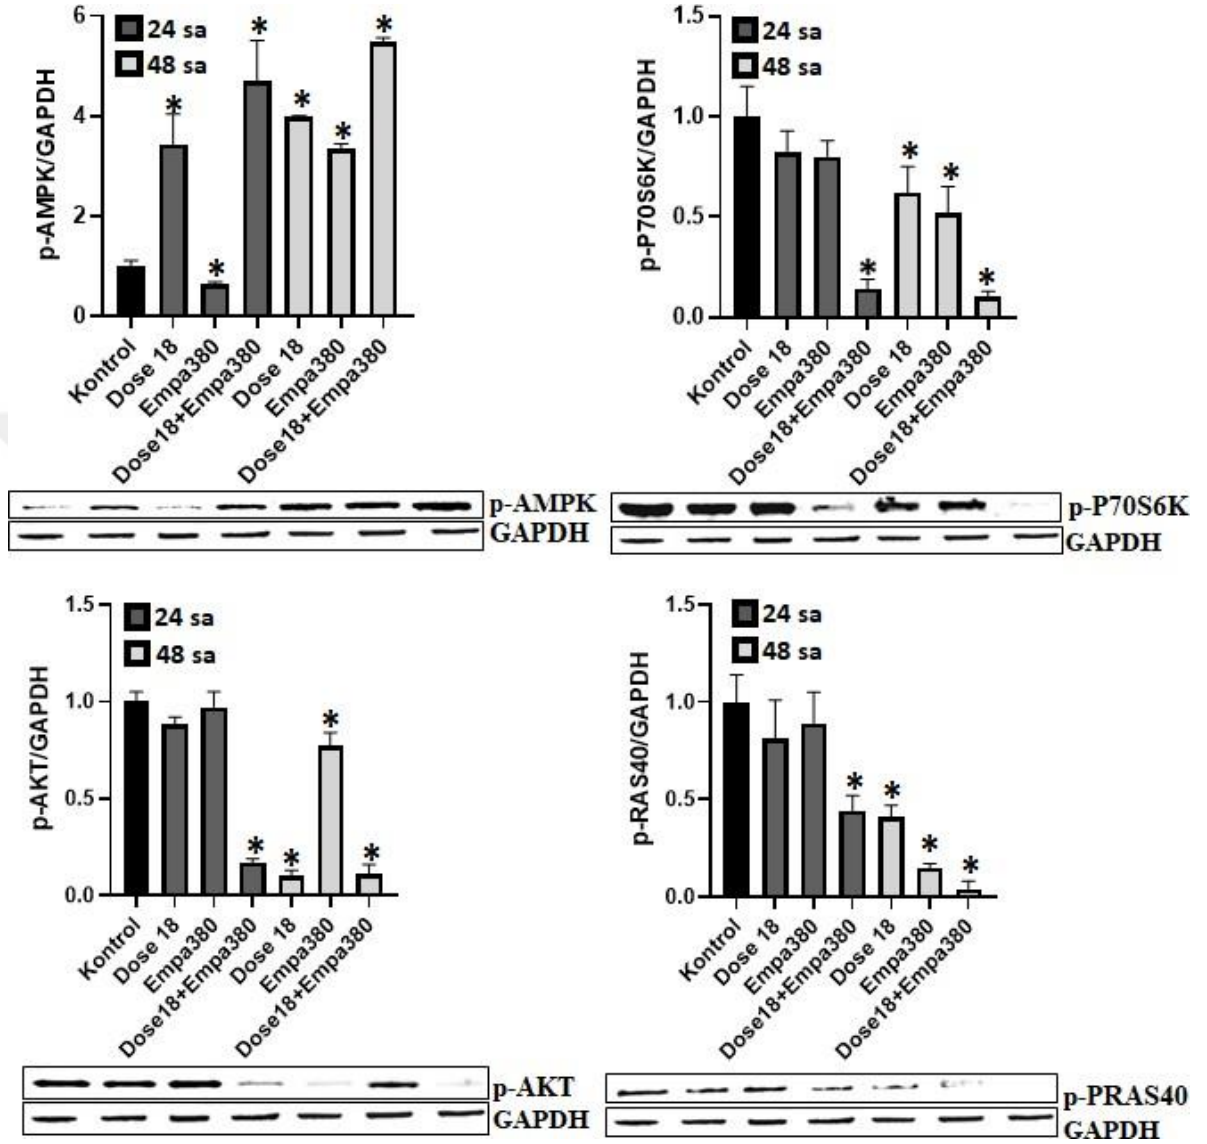 6
4
2
0
p-AMPK/GAPDH
24 sa
48 sa
*
*
*
*
*
*
Kontrol
Dose 18
Empa380
Dose18+Empa380
Dose 18
Empa380
Dose18+Empa380
p-AMPK
GAPDH
1.5
1.0
0.5
0.0
p-P70S6K/GAPDH
24 sa
48 sa
*
*
*
*
Kontrol
Dose 18
Empa380
Dose18+Empa380
Dose 18
Empa380
Dose18+Empa380
p-P70S6K
GAPDH
1.5
1.0
0.5
0.0
p-AKT/GAPDH
24 sa
48 sa
*
*
*
*
Kontrol
Dose 18
Empa380
Dose18+Empa380
Dose 18
Empa380
Dose18+Empa380
p-AKT
GAPDH
1.5
1.0
0.5
0.0
p-RAS40/GAPDH
24 sa
48 sa
*
*
*
*
Kontrol
Dose 18
Empa380
Dose18+Empa380
Dose 18
Empa380
Dose18+Empa380
p-PRAS40
GAPDH